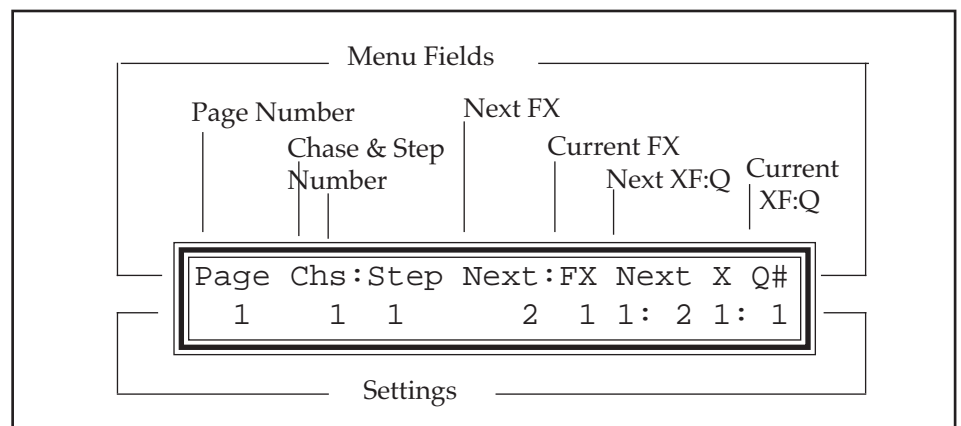 Menu Fields
Page Number
Next FX
Chase & Step
Number
Current FX
Next XF:Q
Current
XF:Q
Page Chs:Step Next:FX Next X Q#
1 1 1 2 1 1: 2 1: 1
Settings